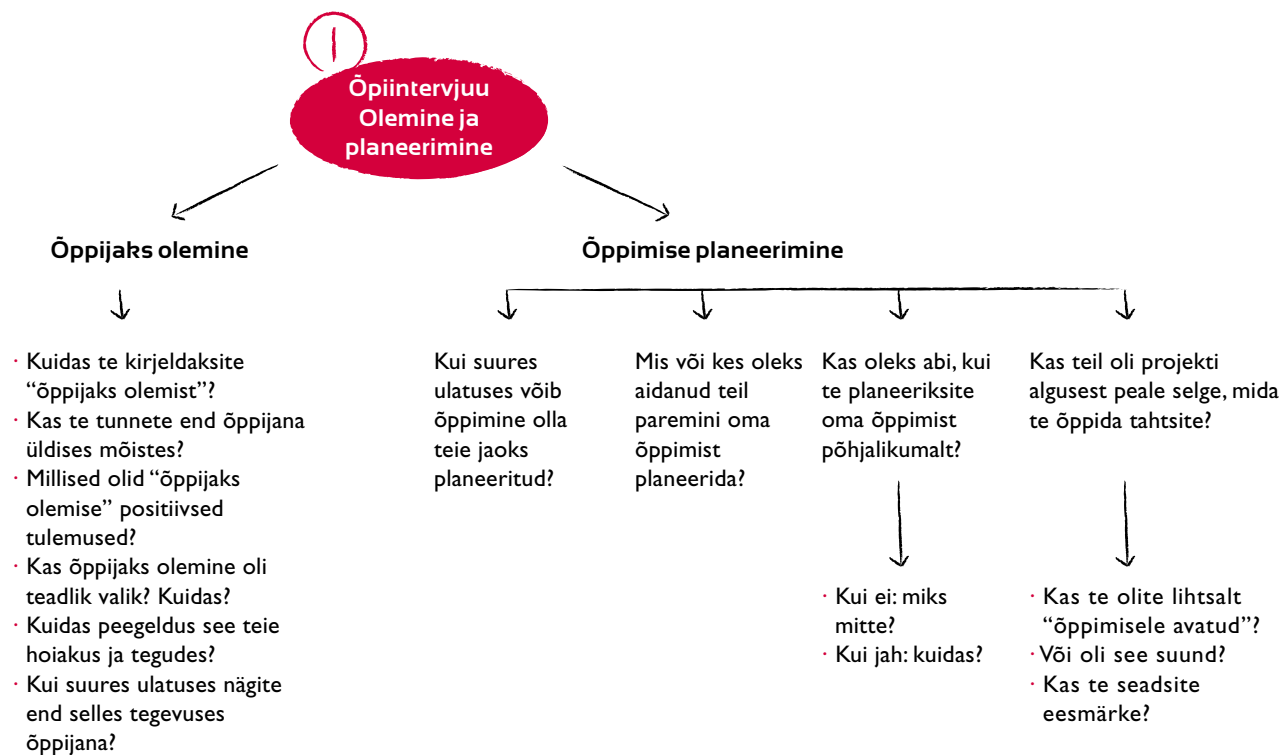 1
Õpiintervjuu
Olemine ja
planeerimine
Õppijaks olemine
· Kuidas te kirjeldaksite
“õppijaks olemist”?
· Kas te tunnete end õppijana
üldises mõistes?
· Millised olid “õppijaks
olemise” positiivsed
tulemused?
· Kas õppijaks olemine oli
teadlik valik? Kuidas?
· Kuidas peegeldus see teie
hoiakus ja tegudes?
· Kui suures ulatuses nägite
end selles tegevuses
õppijana?
Õppimise planeerimine
Kui suures
ulatuses võib
õppimine olla
teie jaoks
planeeritud?
Mis või kes oleks
aidanud teil
paremini oma
õppimist
planeerida?
Kas oleks abi, kui
te planeeriksite
oma õppimist
põhjalikumalt?
· Kui ei: miks
mitte?
· Kui jah: kuidas?
Kas teil oli projekti
algusest peale selge, mida
te õppida tahtsite?
· Kas te olite lihtsalt
“õppimisele avatud”?
· Või oli see suund?
· Kas te seadsite
eesmärke?